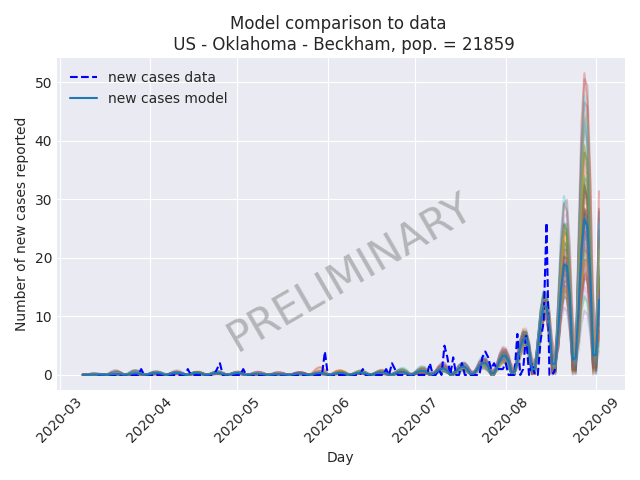 Model comparison to data
US - Oklahoma - Beckham, pop. = 21859
new cases data
new cases model
Number of new cases reported
50
40
30
20
10
0
PRELIMINARY
2020-03
2020-04
2020-05
2020-06
2020-07
2020-08
2020-09
Day